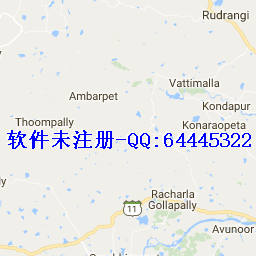 Rudrangi
Vattimalla
Ambarpet
Kondapur
Thoompally
Konaraopeta
软件未注册-QQ:64445322
Racharla
Gollapally
11
Avunoor